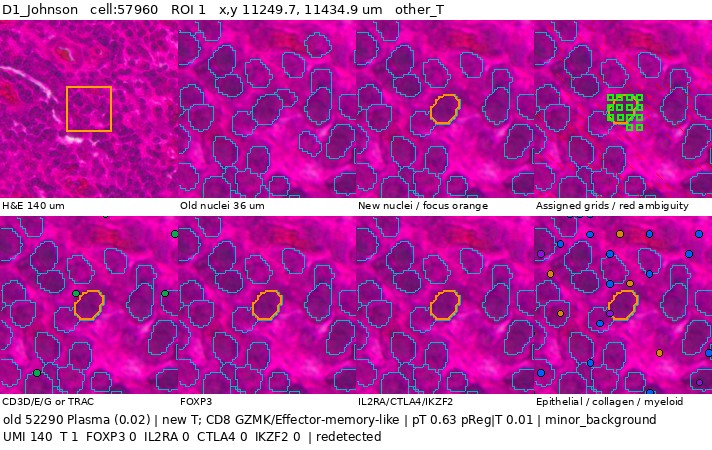 D1_Johnson   cell:57960   ROI 1   x,y 11249.7, 11434.9 um   other_T
H&E 140 um
Old nuclei 36 um
New nuclei / focus orange
Assigned grids / red ambiguity
CD3D/E/G or TRAC
FOXP3
IL2RA/CTLA4/IKZF2
Epithelial / collagen / myeloid
old 52290 Plasma (0.02) | new T; CD8 GZMK/Effector-memory-like | pT 0.63 pReg|T 0.01 | minor_background
UMI 140  T 1  FOXP3 0  IL2RA 0  CTLA4 0  IKZF2 0  | redetected